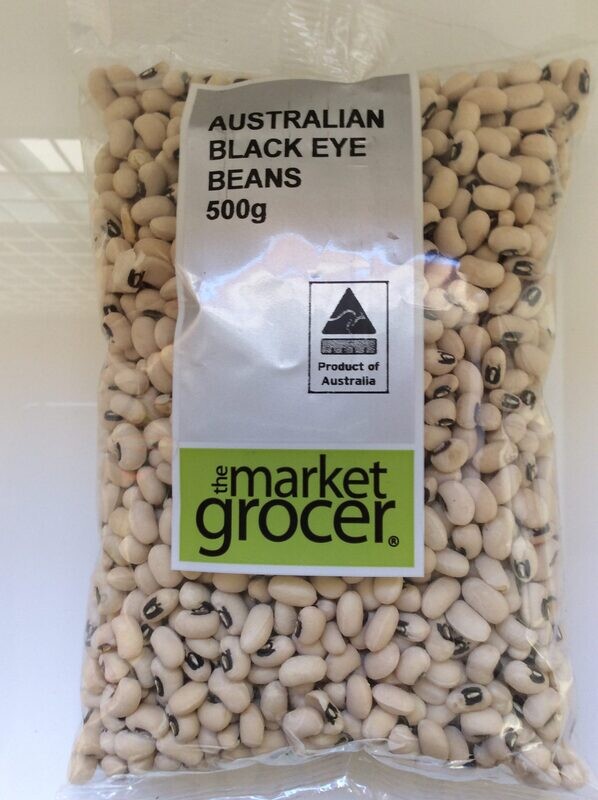 AUSTRALIAN
BLACK EYE
BEANS
500g
Product of
Australia
the market
grocer®